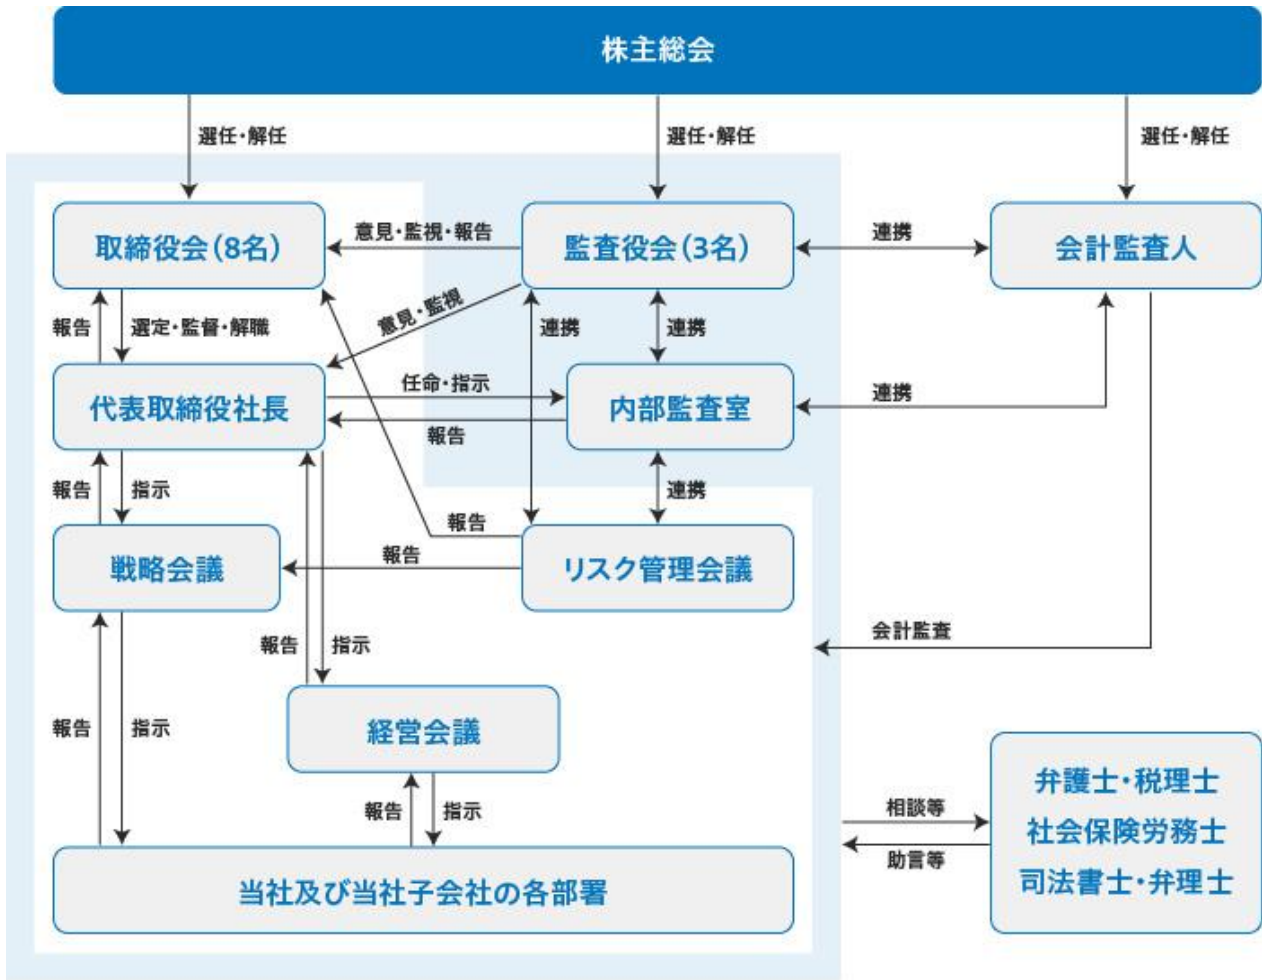 株主総会
選任・解任
選任・解任
選任・解任
取締役会(8名)
意見・監視・報告
監査役会(3名)
連携
会計監査人
報告
選定・監督・解職
意見・監視
連携
連携
代表取締役社長
任命・指示
報告
内部監査室
連携
報告
指示
連携
報告
戦略会議
報告
リスク管理会議
報告
指示
会計監査
報告
指示
経営会議
報告
指示
相談等
助言等
弁護士・税理士
社会保険労務士
司法書士・弁理士
当社及び当社子会社の各部署